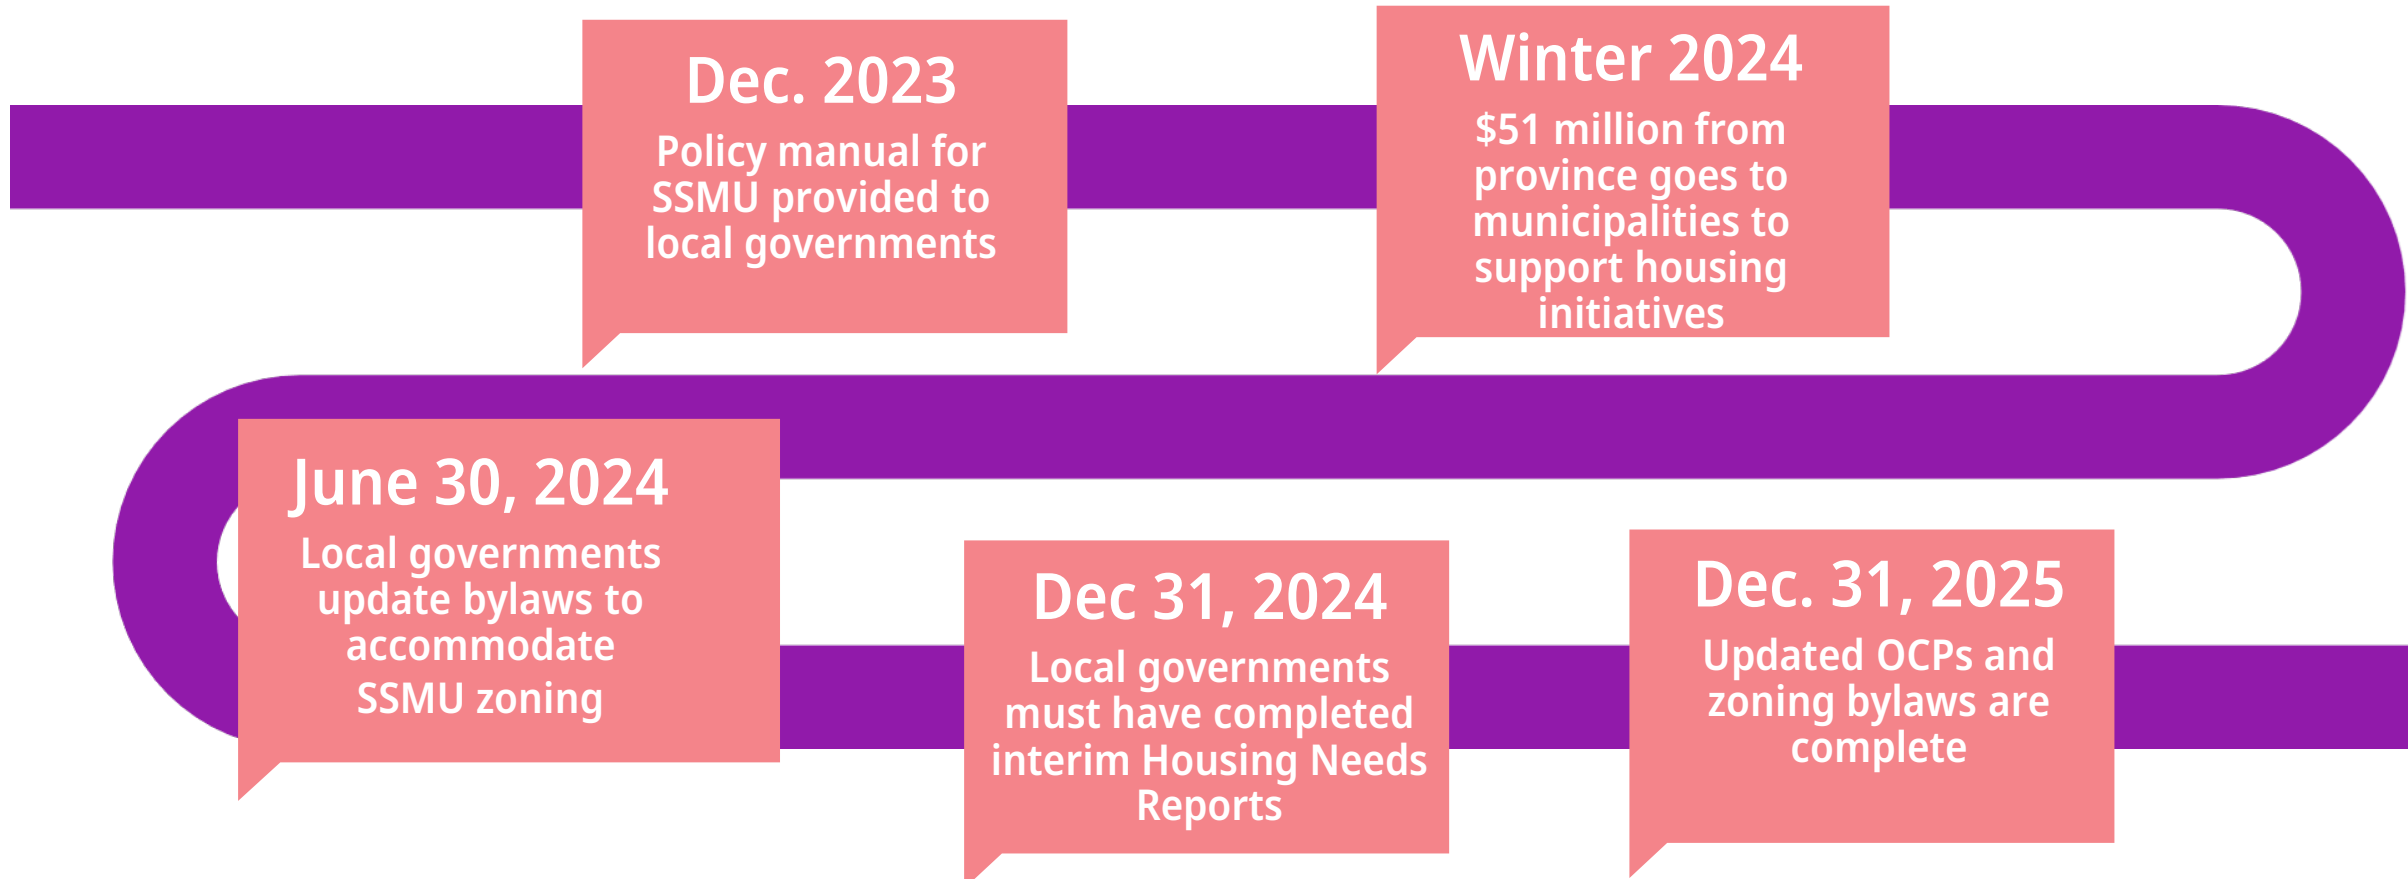 Dec. 2023
Policy manual for
SSMU provided to
local governments
Winter 2024
$51 million from
province goes to
municipalities to
support housing
initiatives
June 30, 2024
Local governments
update bylaws to
accommodate
SSMU zoning
Dec 31, 2024
Local governments
must have completed
interim Housing Needs
Reports
Dec. 31, 2025
Updated OCPs and
zoning bylaws are
complete